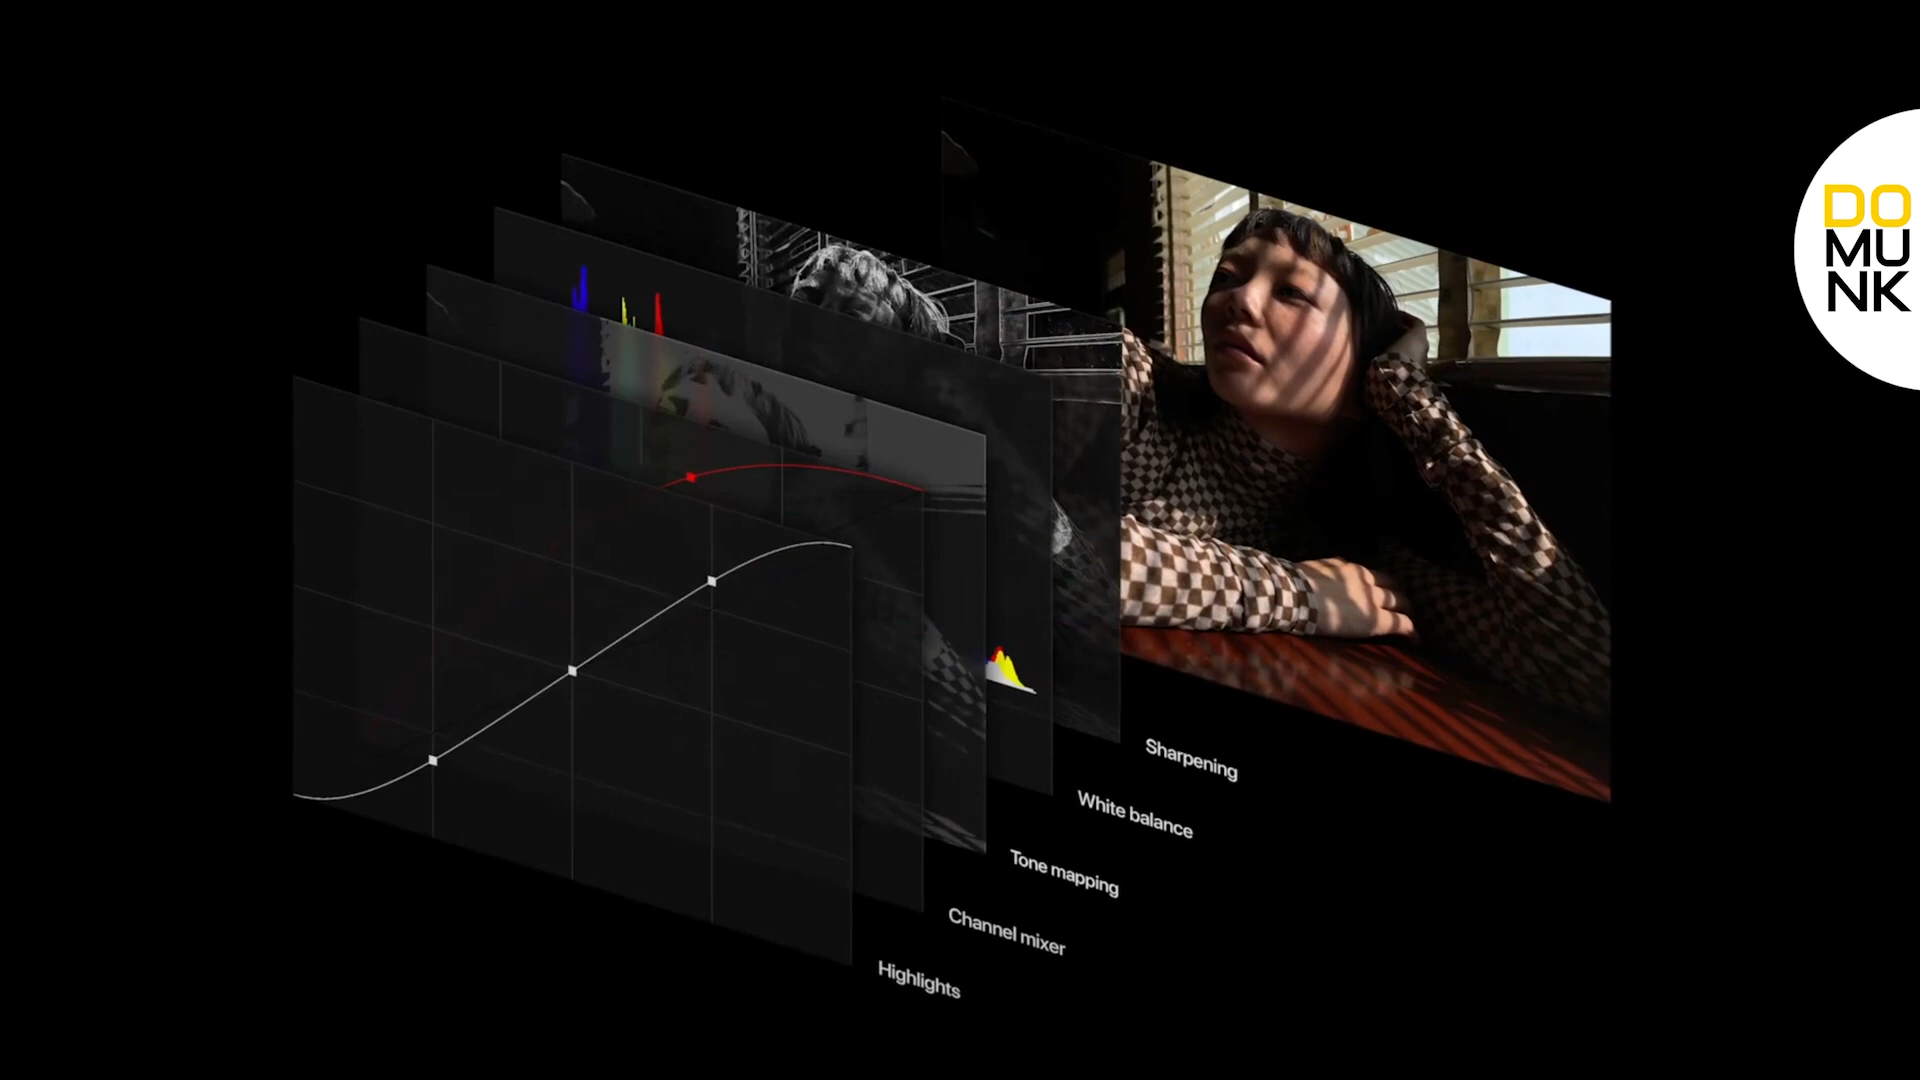 DO
MU
NK
Sharpening
White balance
Tone mapping
Channel mixer
Highlights